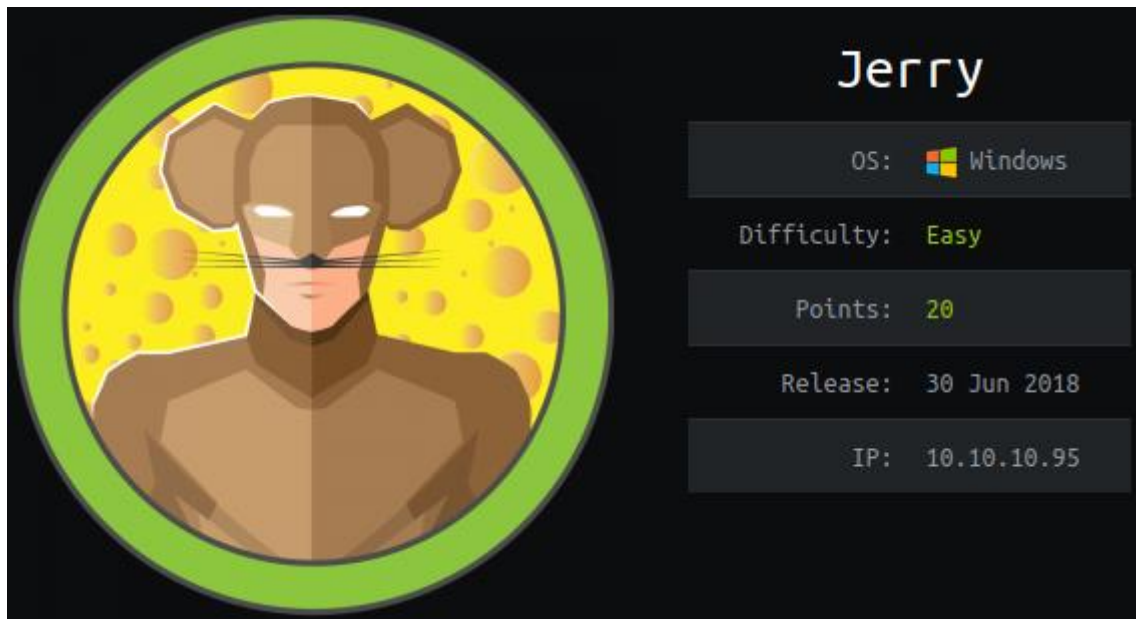 Jerry
OS: Windows
Difficulty: Easy
Points: 20
Release: 30 Jun 2018
IP: 10.10.10.95